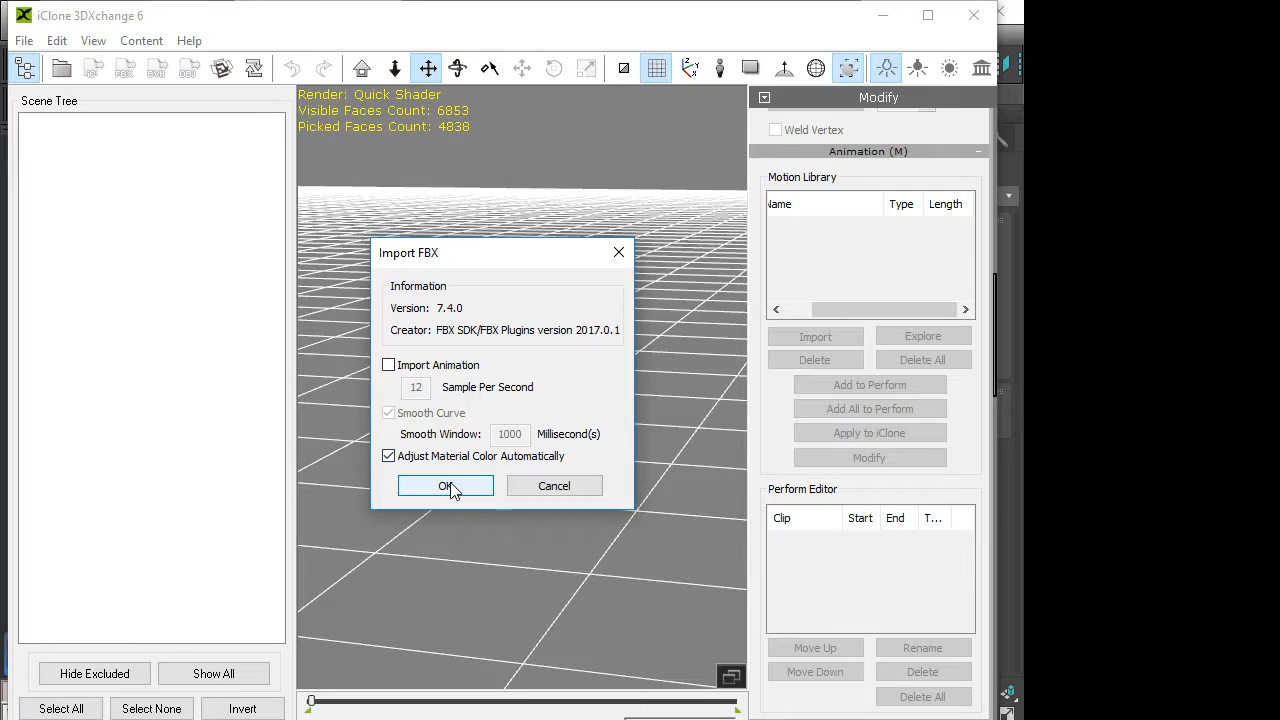 iClone 3DXchange 6
File Edit View Content Help
Scene Tree
Hide Excluded Show All
Select All Select None Invert
Render: Quick Shader
Visible Faces Count: 6853
Picked Faces Count: 4838
Import FBX
Information
Version: 7.4.0
Creator: FBX SDK/FBX Plugins version 2017.0.1
Import Animation
12 Sample Per Second
Smooth Curve
Smooth Window: 1000 Millisecond(s)
Adjust Material Color Automatically
OK Cancel
Modify
Weld Vertex
Animation (M)
Motion Library
Name Type Length
Import Explore
Delete Delete All
Add to Perform
Add All to Perform
Apply to iClone
Modify
Perform Editor
Clip Start End T...
Move Up Rename
Move Down Delete
Delete All